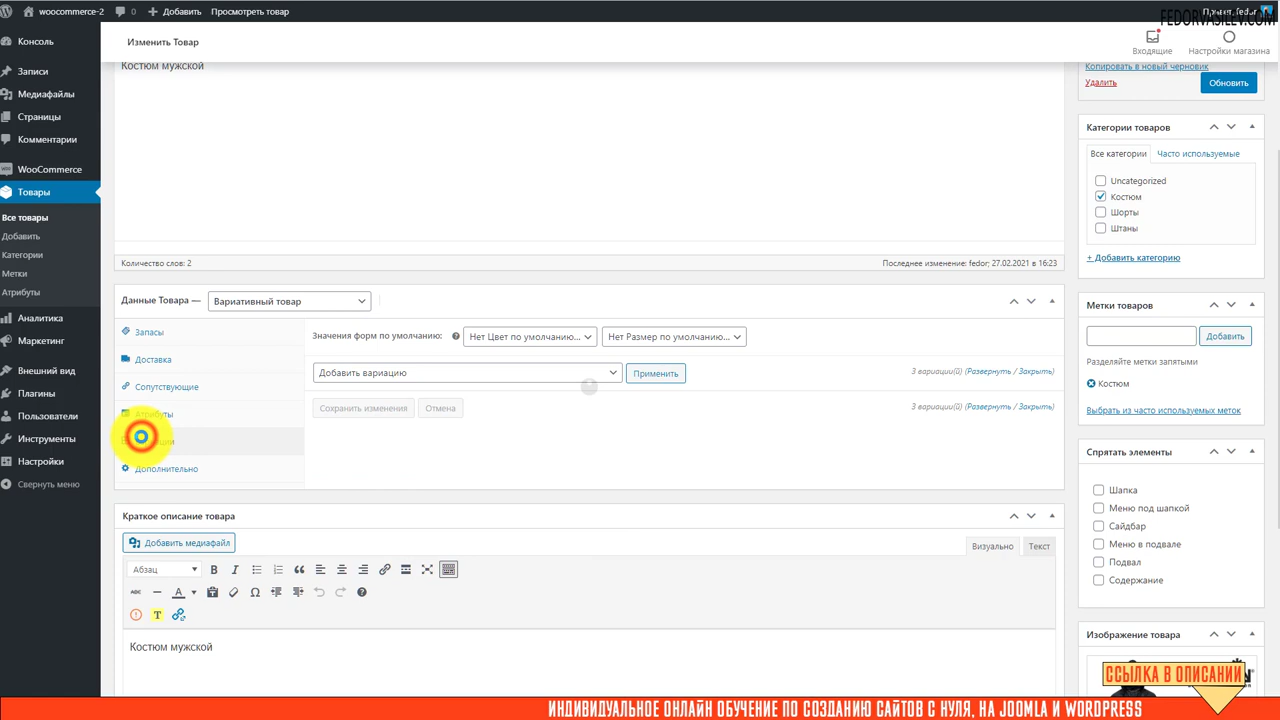 woocommerce-2
0
Добавить
Просмотреть товар
Привет, fedor
FEDORVASILEV.COM
Консоль
Записи
Медиафайлы
Страницы
Комментарии
WooCommerce
Товары
Все товары
Добавить
Категории
Метки
Атрибуты
Аналитика
Маркетинг
Внешний вид
Плагины
Пользователи
Инструменты
Настройки
Свернуть меню
Изменить Товар
Входящие
Настройки магазина
Костюм мужской
Количество слов: 2
Последнее изменение: fedor; 27.02.2021 в 16:23
Данные Товара —
Вариативный товар
Запасы
Доставка
Сопутствующие
Атрибуты
Дополнительно
Значения форм по умолчанию:
Нет Цвет по умолчанию...
Нет Размер по умолчанию...
Добавить вариацию
Применить
3 вариации(й) (Развернуть / Закрыть)
Сохранить изменения
Отмена
3 вариации(й) (Развернуть / Закрыть)
Краткое описание товара
Добавить медиафайл
Визуально
Текст
Абзац
Костюм мужской
Копировать в новый черновик
Удалить
Обновить
Категории товаров
Все категории
Часто используемые
Uncategorized
Костюм
Шорты
Штаны
+ Добавить категорию
Метки товаров
Добавить
Разделяйте метки запятыми
Костюм
Выбрать из часто используемых меток
Спрятать элементы
Шапка
Меню под шапкой
Сайдбар
Меню в подвале
Подвал
Содержание
Изображение товара
ССЫЛКА В ОПИСАНИИ
ИНДИВИДУАЛЬНОЕ ОНЛАЙН ОБУЧЕНИЕ ПО СОЗДАНИЮ САЙТОВ С НУЛЯ, НА JOOMLA И WORDPRESS